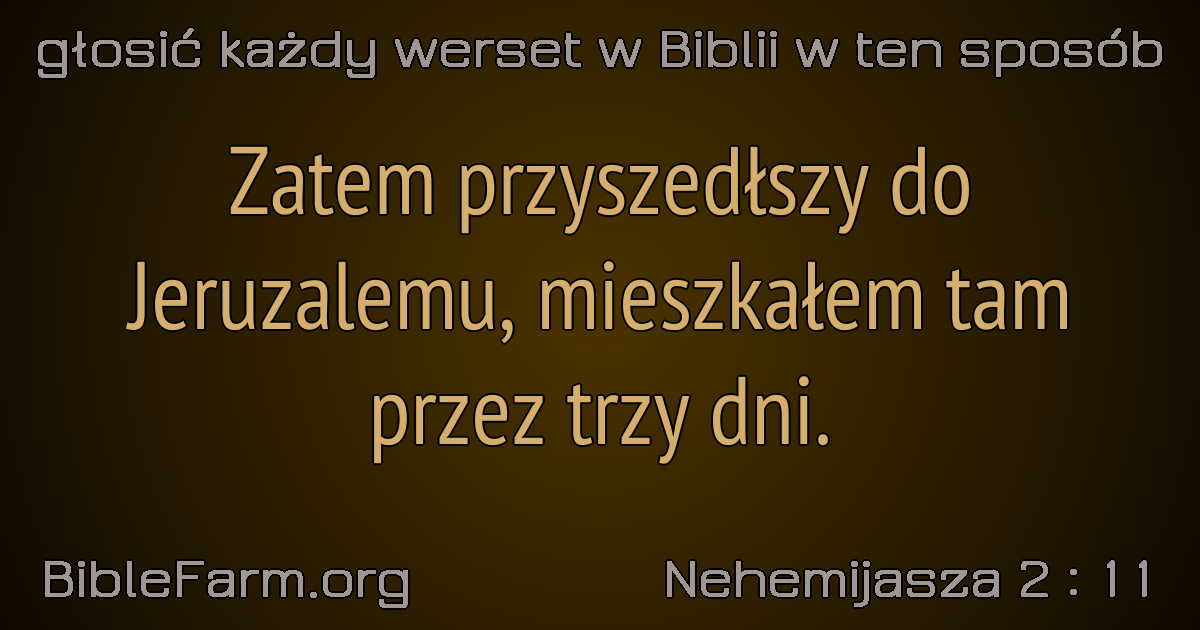 głosić każdy werset w Biblii w ten sposób
Zatem przyszedłszy do
Jeruzalemu, mieszkałem tam
przez trzy dni.
BibleFarm.org
Nehemijasza 2 : 11